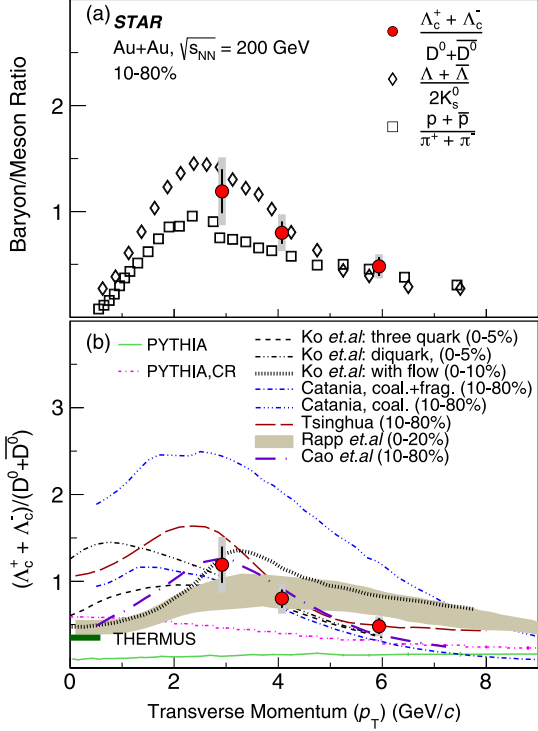 (a) STAR
Au+Au, √s_NN = 200 GeV
10-80%
Λc⁺ + Λc⁻
D⁰+D̅⁰
Λ + Λ̅
2K⁰s
p + p̅
π⁺ + π⁻
Baryon/Meson Ratio
2
1
(b)
PYTHIA
PYTHIA,CR
Ko et.al: three quark (0-5%)
Ko et.al: diquark, (0-5%)
Ko et.al: with flow (0-10%)
Catania, coal.+frag. (10-80%)
Catania, coal. (10-80%)
Tsinghua (10-80%)
Rapp et.al (0-20%)
Cao et.al (10-80%)
(Λc⁺ + Λc⁻)/(D⁰+D̅⁰)
3
2
1
THERMUS
0
0 2 4 6 8
Transverse Momentum (p_T) (GeV/c)